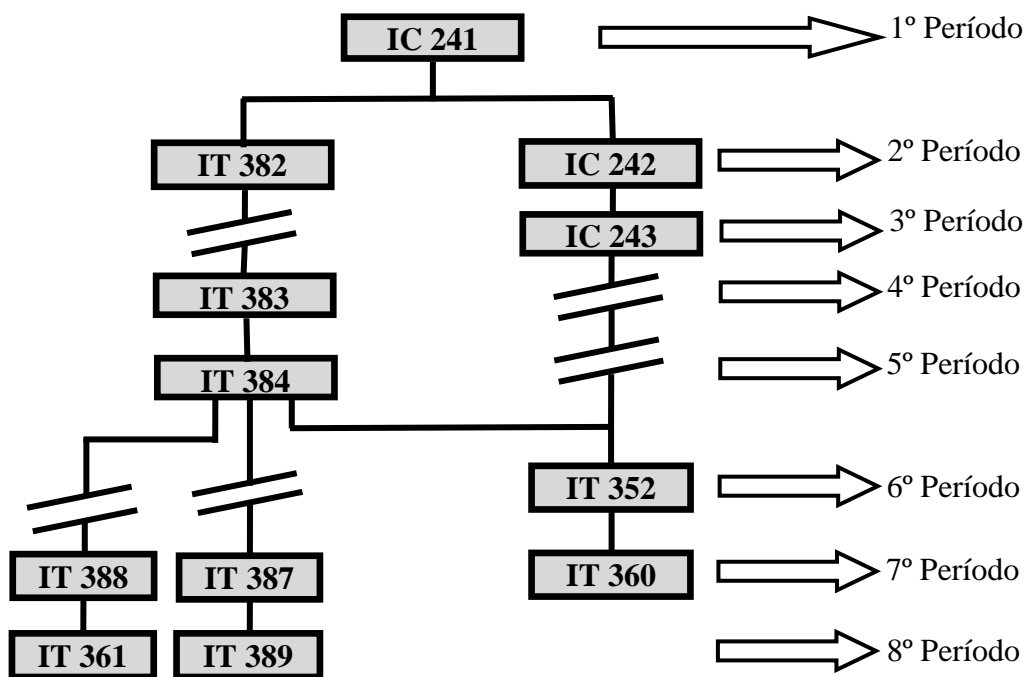 IC 241
1º Período
IT 382
IC 242
2º Período
IC 243
3º Período
IT 383
4º Período
IT 384
5º Período
IT 352
6º Período
IT 388
IT 387
IT 360
7º Período
IT 361
IT 389
8º Período